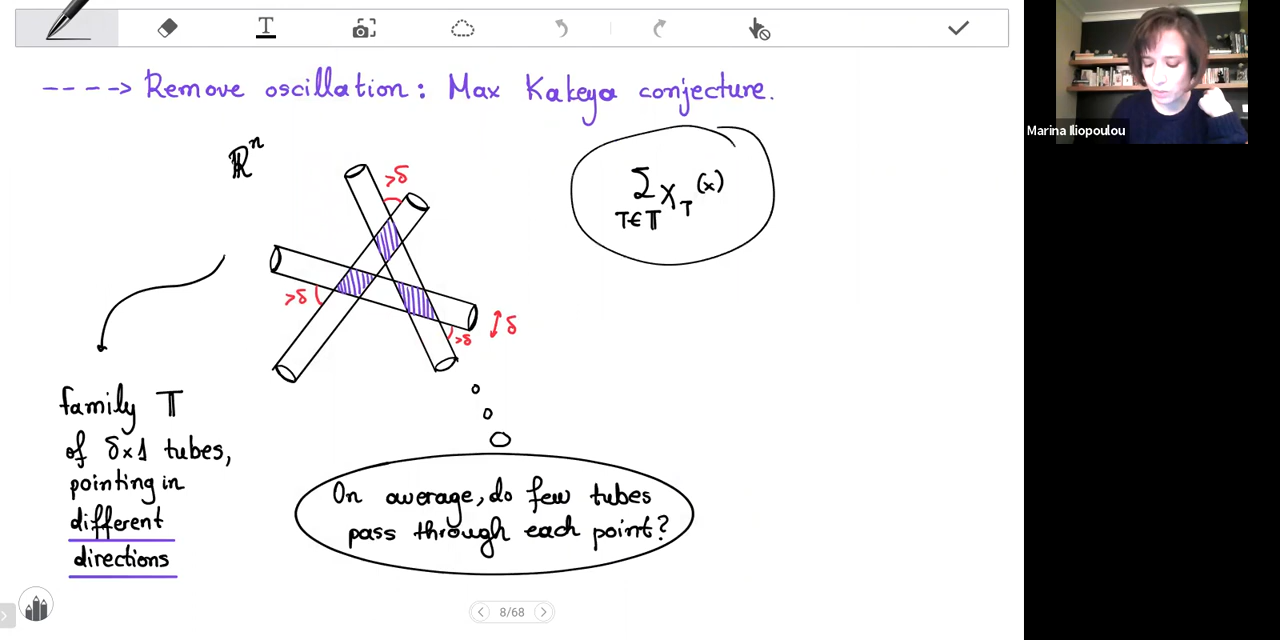 T
----> Remove oscillation: Max Kakeya conjecture.
ℝⁿ
>δ
Σ χ_T (x)
T∈𝕋
>δ
δ
>δ
family 𝕋
of δ×1 tubes,
pointing in
different
directions
On average, do few tubes
pass through each point?
8/68
Marina Iliopoulou